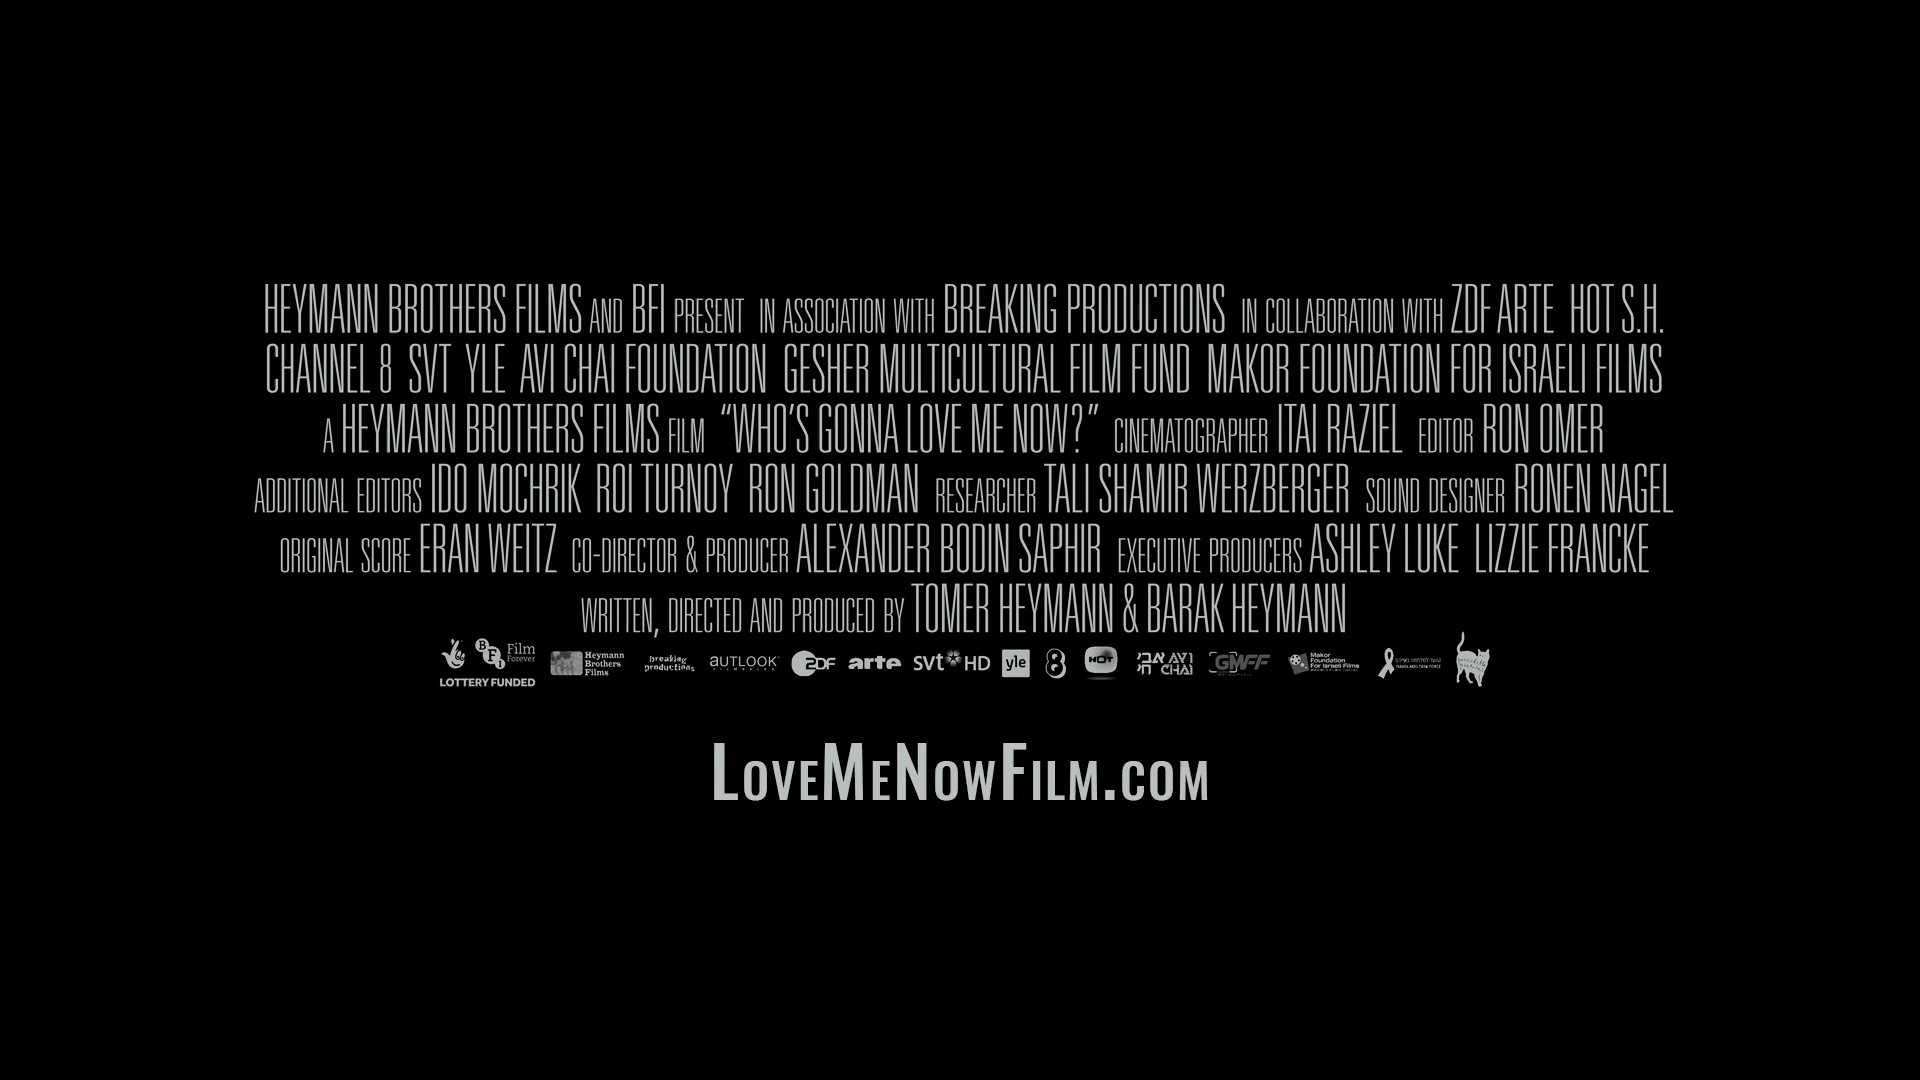 HEYMANN BROTHERS FILMS AND BFI PRESENT IN ASSOCIATION WITH BREAKING PRODUCTIONS IN COLLABORATION WITH ZDF ARTE HOT S.H.
CHANNEL 8 SVT YLE AVI CHAI FOUNDATION GESHER MULTICULTURAL FILM FUND MAKOR FOUNDATION FOR ISRAELI FILMS
A HEYMANN BROTHERS FILMS FILM “WHO’S GONNA LOVE ME NOW?” CINEMATOGRAPHER ITAI RAZIEL EDITOR RON OMER
ADDITIONAL EDITORS IDO MOCHRIK ROI TURNOY RON GOLDMAN RESEARCHER TALI SHAMIR WERZBERGER SOUND DESIGNER RONEN NAGEL
ORIGINAL SCORE ERAN WEITZ CO-DIRECTOR & PRODUCER ALEXANDER BODIN SAPHIR EXECUTIVE PRODUCERS ASHLEY LUKE LIZZIE FRANCKE
WRITTEN, DIRECTED AND PRODUCED BY TOMER HEYMANN & BARAK HEYMANN
BFI Film Forever LOTTERY FUNDED Heymann Brothers Films breaking productions AUTLOOK FILMSALES ZDF arte svt HD yle 8 HOT אבי חי AVI CHAI GMFF Makor Foundation For Israeli Films
LOVEMENOWFILM.COM